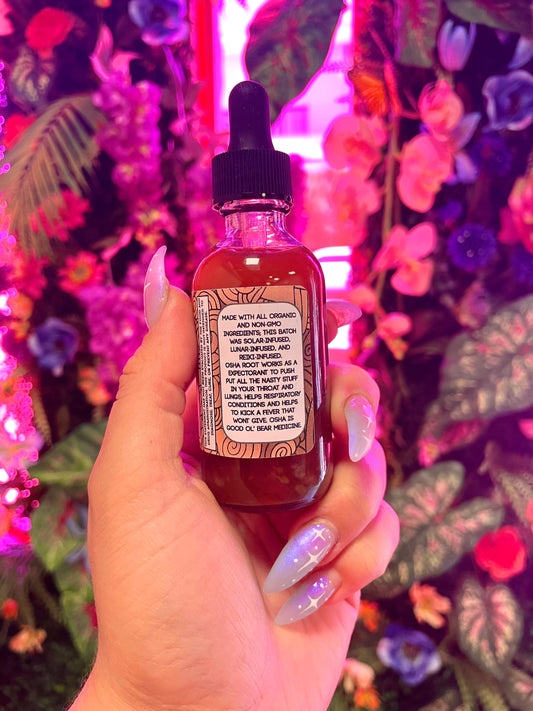 MADE WITH ALL ORGANIC
AND NON-GMO
INGREDIENTS; THIS BATCH
WAS SOLAR-INFUSED,
LUNAR-INFUSED, AND
REIKI-INFUSED.
OSHA ROOT WORKS AS A
EXPECTORANT TO PUSH
PUT ALL THE NASTY STUFF
IN YOUR THROAT AND
LUNGS. HELPS RESPIRATORY
CONDITIONS AND HELPS
TO KICK A FEVER THAT
WONT GIVE. OSHA IS
GOOD OL' BEAR MEDICINE.